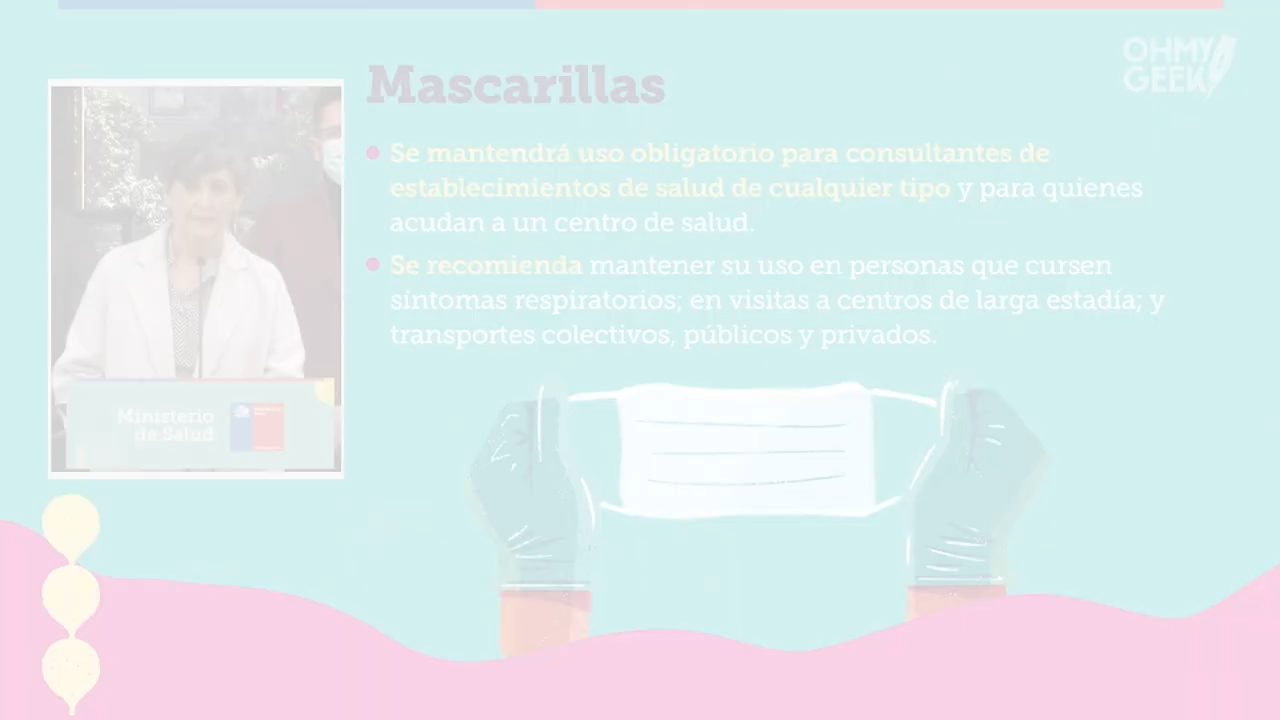 OHMY
GEEK
Mascarillas
Se mantendrá uso obligatorio para consultantes de
establecimientos de salud de cualquier tipo y para quienes
acudan a un centro de salud.
Se recomienda mantener su uso en personas que cursen
síntomas respiratorios; en visitas a centros de larga estadía; y
transportes colectivos, públicos y privados.
Ministerio
de Salud